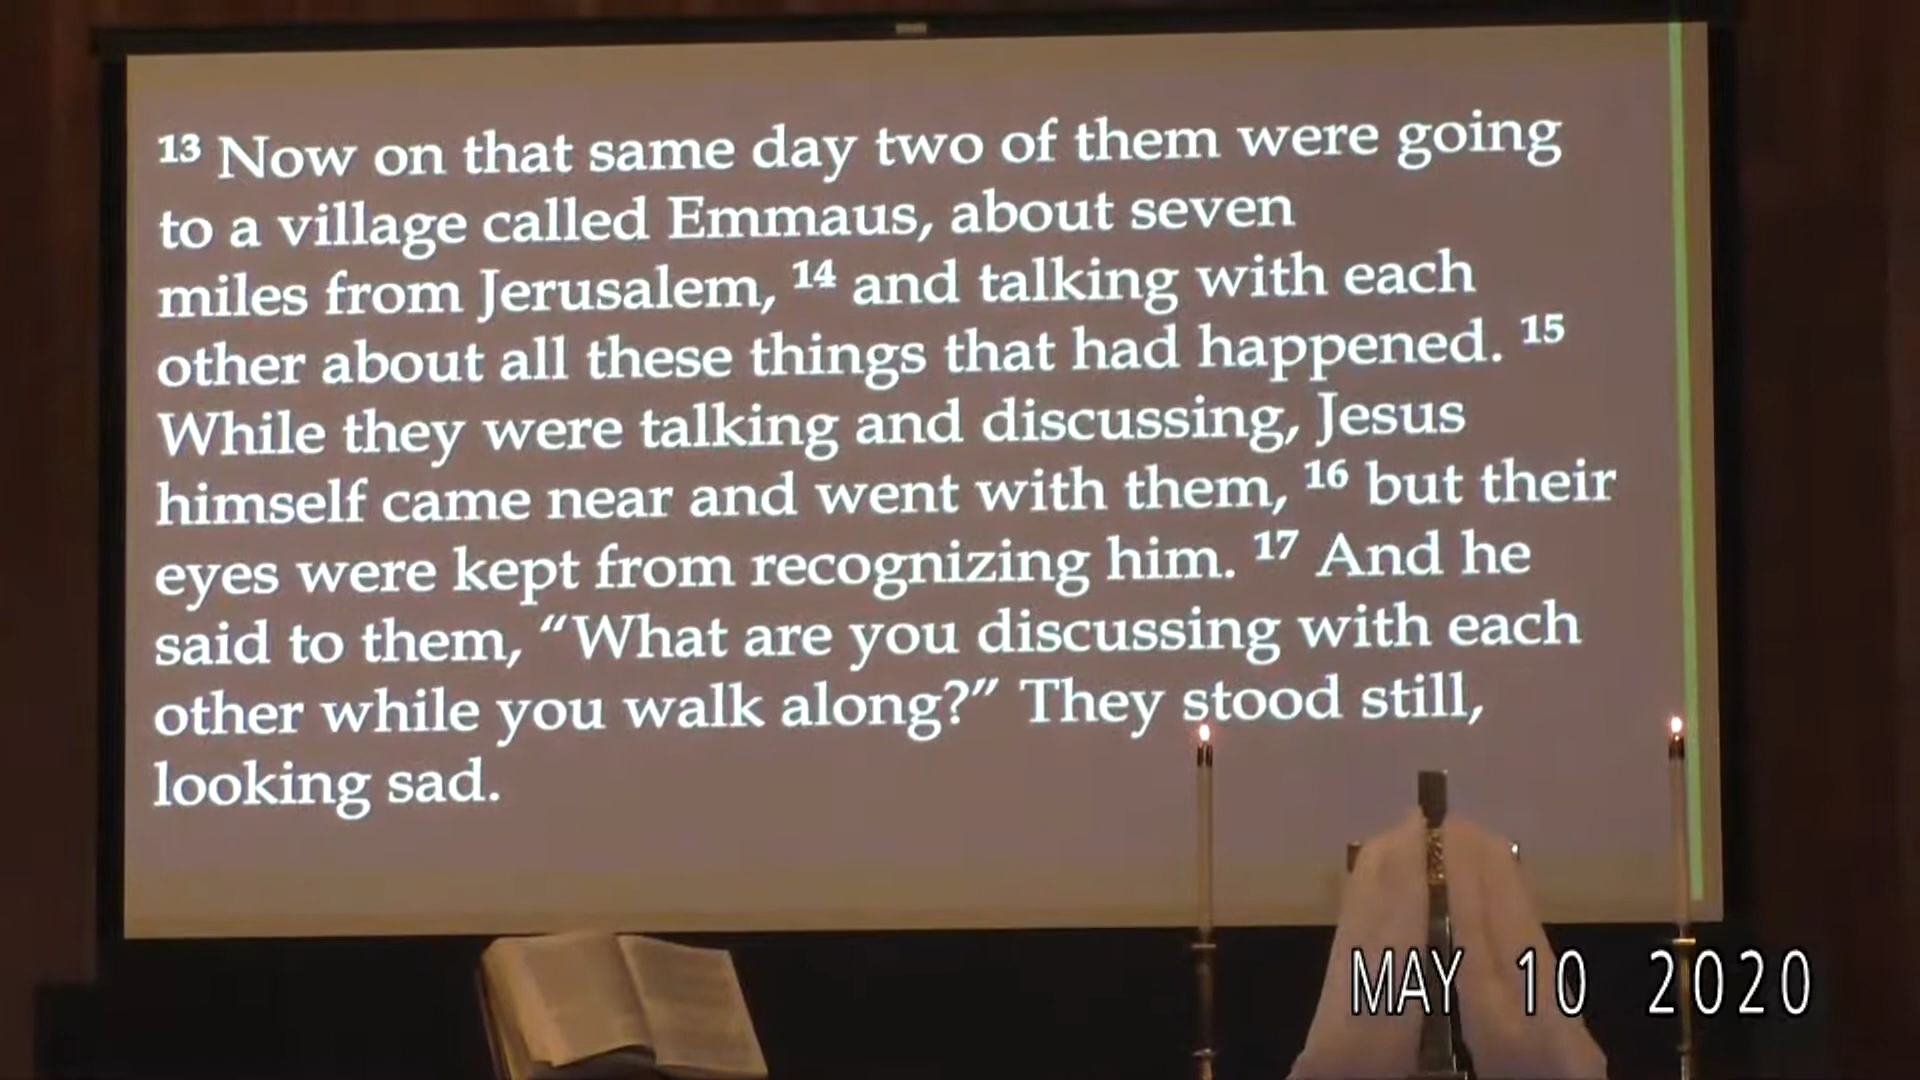 13 Now on that same day two of them were going
to a village called Emmaus, about seven
miles from Jerusalem, 14 and talking with each
other about all these things that had happened. 15
While they were talking and discussing, Jesus
himself came near and went with them, 16 but their
eyes were kept from recognizing him. 17 And he
said to them, “What are you discussing with each
other while you walk along?” They stood still,
looking sad.
MAY 10 2020